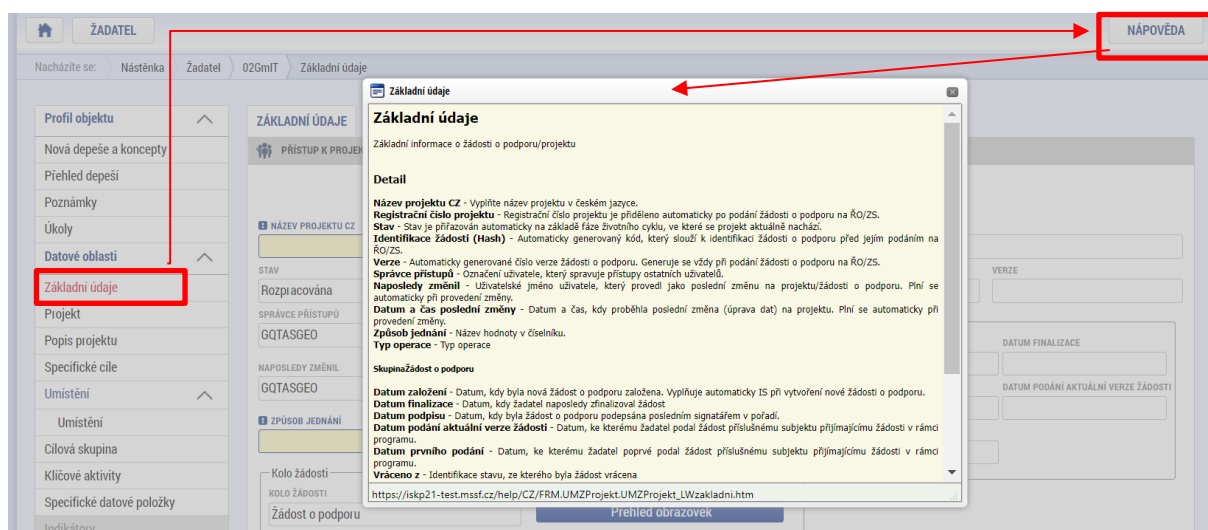 ŽADATEL
NÁPOVĚDA
Nacházíte se: Nástěnka Žadatel 02GmIT Základní údaje
Profil objektu
Nová depeše a koncepty
Přehled depeší
Poznámky
Úkoly
Datové oblasti
Základní údaje
Projekt
Popis projektu
Specifické cíle
Umístění
Umístění
Cílová skupina
Klíčové aktivity
Specifické datové položky
Indikátory
ZÁKLADNÍ ÚDAJE
PŘÍSTUP K PROJEK
NÁZEV PROJEKTU CZ
STAV
Rozpracována
SPRÁVCE PŘÍSTUPŮ
GQTASGEO
NAPOSLEDY ZMĚNIL
GQTASGEO
ZPŮSOB JEDNÁNÍ
Kolo žádosti
KOLO ŽÁDOSTI
Žádost o podporu
VERZE
DATUM FINALIZACE
DATUM PODÁNÍ AKTUÁLNÍ VERZE ŽÁDOSTI
Základní údaje
Základní údaje
Základní informace o žádosti o podporu/projektu
Detail
Název projektu CZ - Vyplňte název projektu v českém jazyce.
Registrační číslo projektu - Registrační číslo projektu je přiděleno automaticky po podání žádosti o podporu na ŘO/ZS.
Stav - Stav je přiřazován automaticky na základě fáze životního cyklu, ve které se projekt aktuálně nachází.
Identifikace žádosti (Hash) - Automaticky generovaný kód, který slouží k identifikaci žádosti o podporu před jejím podáním na
ŘO/ZS.
Verze - Automaticky generované číslo verze žádosti o podporu. Generuje se vždy při podání žádosti o podporu na ŘO/ZS.
Správce přístupů - Označení uživatele, který spravuje přístupy ostatních uživatelů.
Naposledy změnil - Uživatelské jméno uživatele, který provedl jako poslední změnu na projektu/žádosti o podporu. Plní se
automaticky při provedení změny.
Datum a čas poslední změny - Datum a čas, kdy proběhla poslední změna (úprava dat) na projektu. Plní se automaticky při
provedení změny.
Způsob jednání - Název hodnoty v číselníku.
Typ operace - Typ operace
SkupinaŽádost o podporu
Datum založení - Datum, kdy byla nová žádost o podporu založena. Vyplňuje automaticky IS při vytvoření nové žádosti o podporu.
Datum finalizace - Datum, kdy žadatel naposledy zfinalizoval žádost
Datum podpisu - Datum, kdy byla žádost o podporu podepsána posledním signatářem v pořadí.
Datum podání aktuální verze žádosti - Datum, ke kterému žadatel podal žádost příslušnému subjektu přijímajícímu žádosti v rámci
programu.
Datum prvního podání - Datum, ke kterému žadatel poprvé podal žádost příslušnému subjektu přijímajícímu žádosti v rámci
programu.
Vráceno z - Identifikace stavu, ze kterého byla žádost vrácena
https://iskp21-test.mssf.cz/help/CZ/FRM.UMZProjekt.UMZProjekt_LWzakladni.htm
Přehled obrazovek